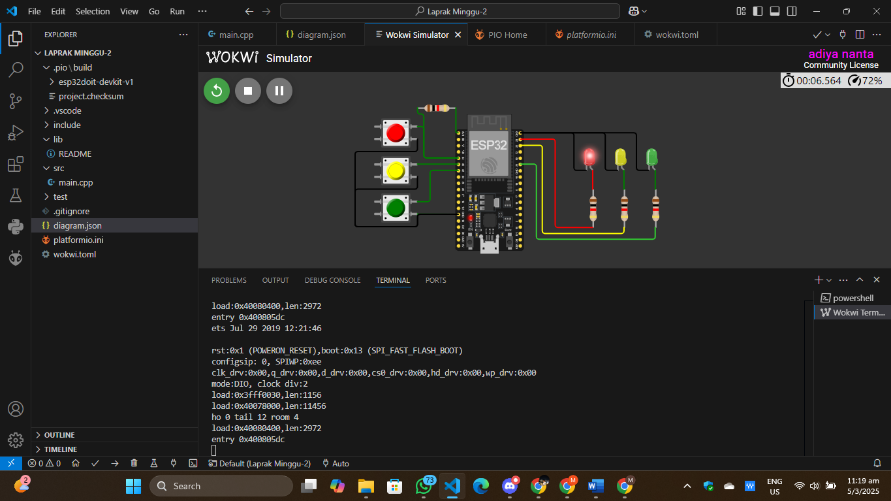 File Edit Selection View Go Run ···
Laprak Minggu-2
EXPLORER ···
main.cpp
diagram.json
Wokwi Simulator
PIO Home
platformio.ini
wokwi.toml
LAPRAK MINGGU-2
.pio \ build
esp32doit-devkit-v1
project.checksum
.vscode
include
lib
README
src
main.cpp
test
.gitignore
diagram.json
platformio.ini
wokwi.toml
OUTLINE
TIMELINE
WOKWI Simulator
adiya nanta
Community License
00:06.564 72%
ESP32
PROBLEMS OUTPUT DEBUG CONSOLE TERMINAL PORTS
powershell
Wokwi Term...
load:0x40080400,len:2972
entry 0x400805dc
ets Jul 29 2019 12:21:46
rst:0x1 (POWERON_RESET),boot:0x13 (SPI_FAST_FLASH_BOOT)
configsip: 0, SPIWP:0xee
clk_drv:0x00,q_drv:0x00,d_drv:0x00,cs0_drv:0x00,hd_drv:0x00,wp_drv:0x00
mode:DIO, clock div:2
load:0x3fff0030,len:1156
load:0x40078000,len:11456
ho 0 tail 12 room 4
load:0x40080400,len:2972
entry 0x400805dc
0 0 Default (Laprak Minggu-2) Auto
2
Search
73
ENG
US
11:19 am
5/3/2025